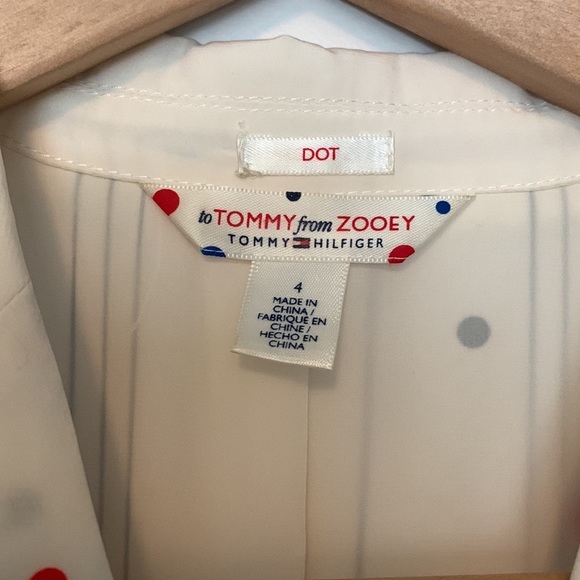 DOT
to TOMMY from ZOOEY
TOMMY HILFIGER
4
MADE IN
CHINA /
FABRIQUE EN
CHINE /
HECHO EN
CHINA